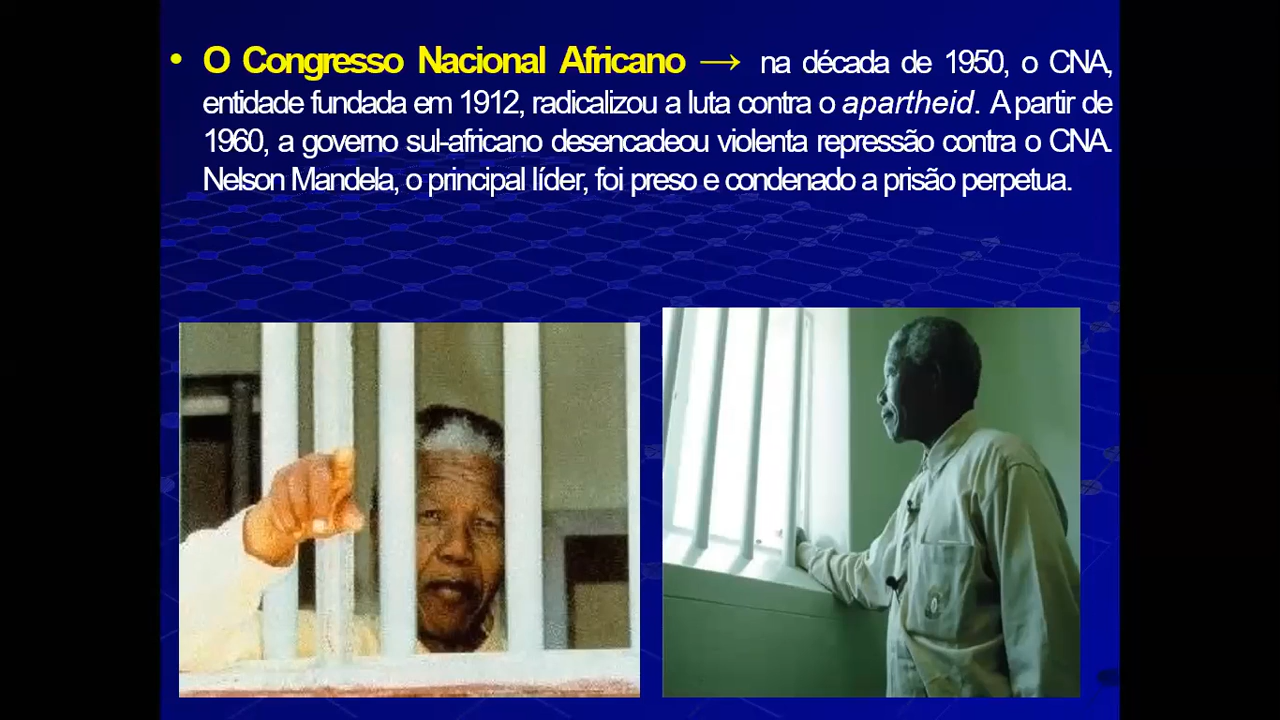 • O Congresso Nacional Africano → na década de 1950, o CNA,
entidade fundada em 1912, radicalizou a luta contra o apartheid. A partir de
1960, a governo sul-africano desencadeou violenta repressão contra o CNA.
Nelson Mandela, o principal líder, foi preso e condenado a prisão perpetua.